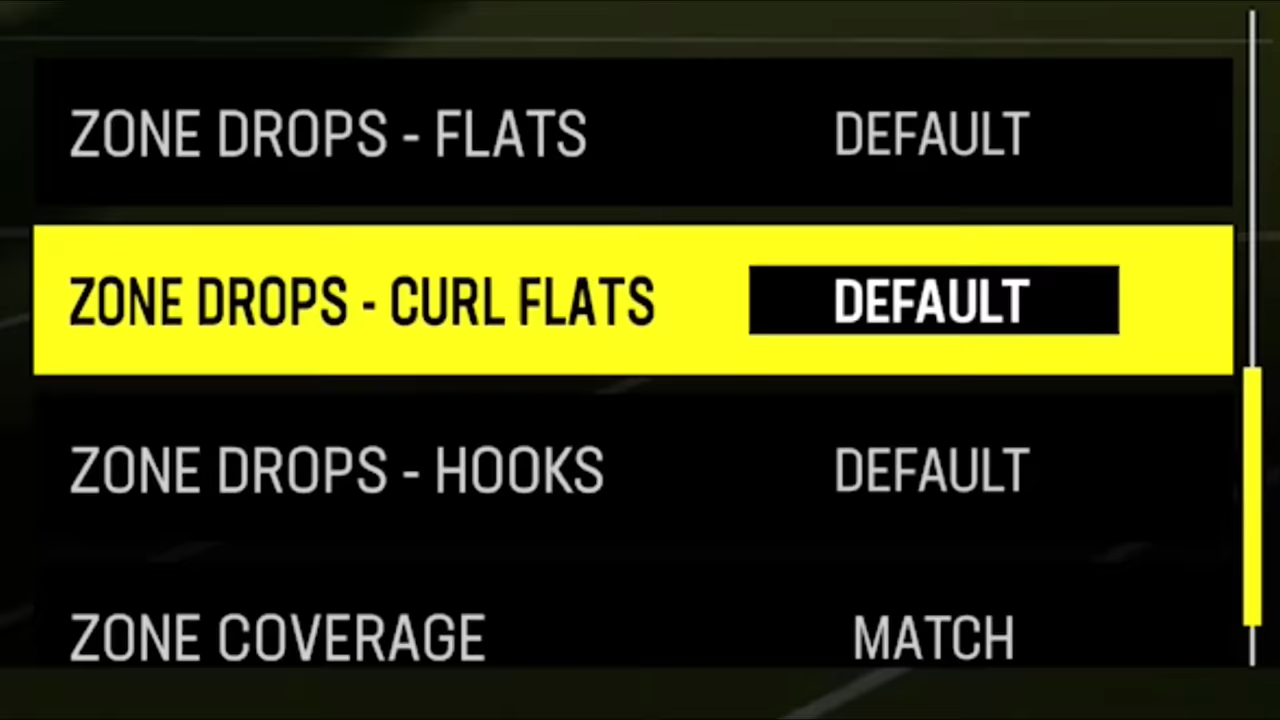 ZONE DROPS - FLATS DEFAULT
ZONE DROPS - CURL FLATS DEFAULT
ZONE DROPS - HOOKS DEFAULT
ZONE COVERAGE MATCH